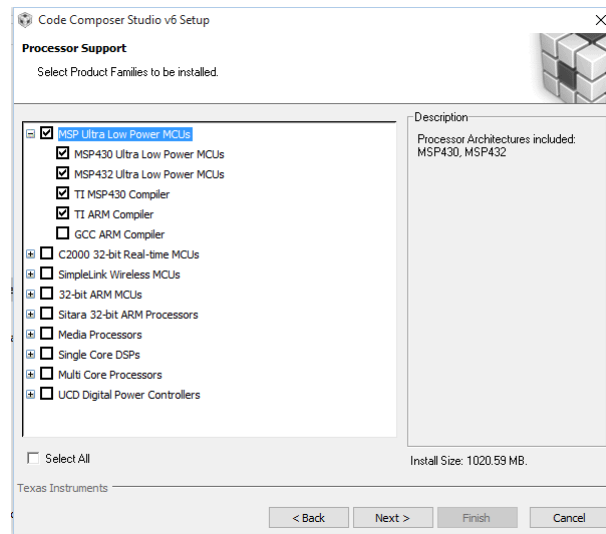 Code Composer Studio v6 Setup
Processor Support
Select Product Families to be installed.
MSP Ultra Low Power MCUs
MSP430 Ultra Low Power MCUs
MSP432 Ultra Low Power MCUs
TI MSP430 Compiler
TI ARM Compiler
GCC ARM Compiler
C2000 32-bit Real-time MCUs
SimpleLink Wireless MCUs
32-bit ARM MCUs
Sitara 32-bit ARM Processors
Media Processors
Single Core DSPs
Multi Core Processors
UCD Digital Power Controllers
Description
Processor Architectures included:
MSP430, MSP432
Select All
Install Size: 1020.59 MB.
Texas Instruments
< Back
Next >
Finish
Cancel